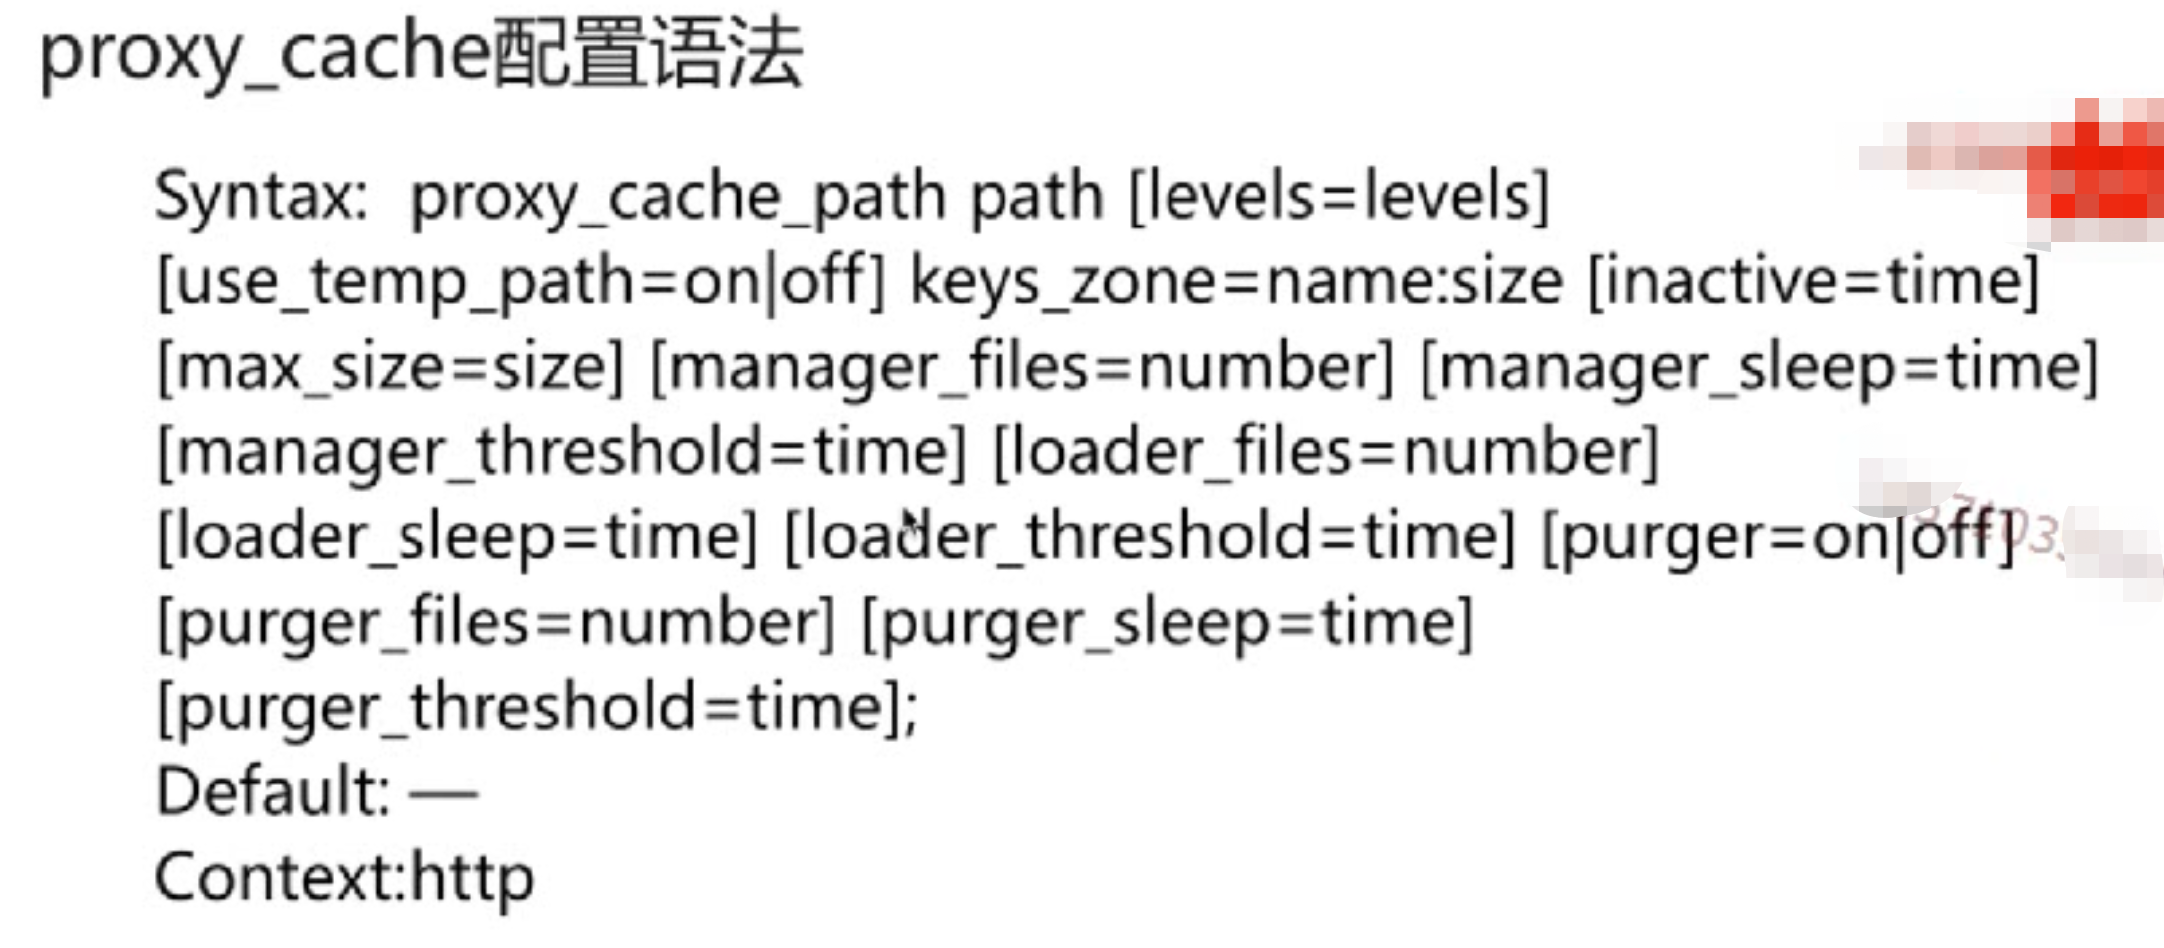 proxy_cache配置语法
Syntax:  proxy_cache_path path [levels=levels]
[use_temp_path=on|off] keys_zone=name:size [inactive=time]
[max_size=size] [manager_files=number] [manager_sleep=time]
[manager_threshold=time] [loader_files=number]
[loader_sleep=time] [loader_threshold=time] [purger=on|off]
[purger_files=number] [purger_sleep=time]
[purger_threshold=time];
Default: —
Context:http